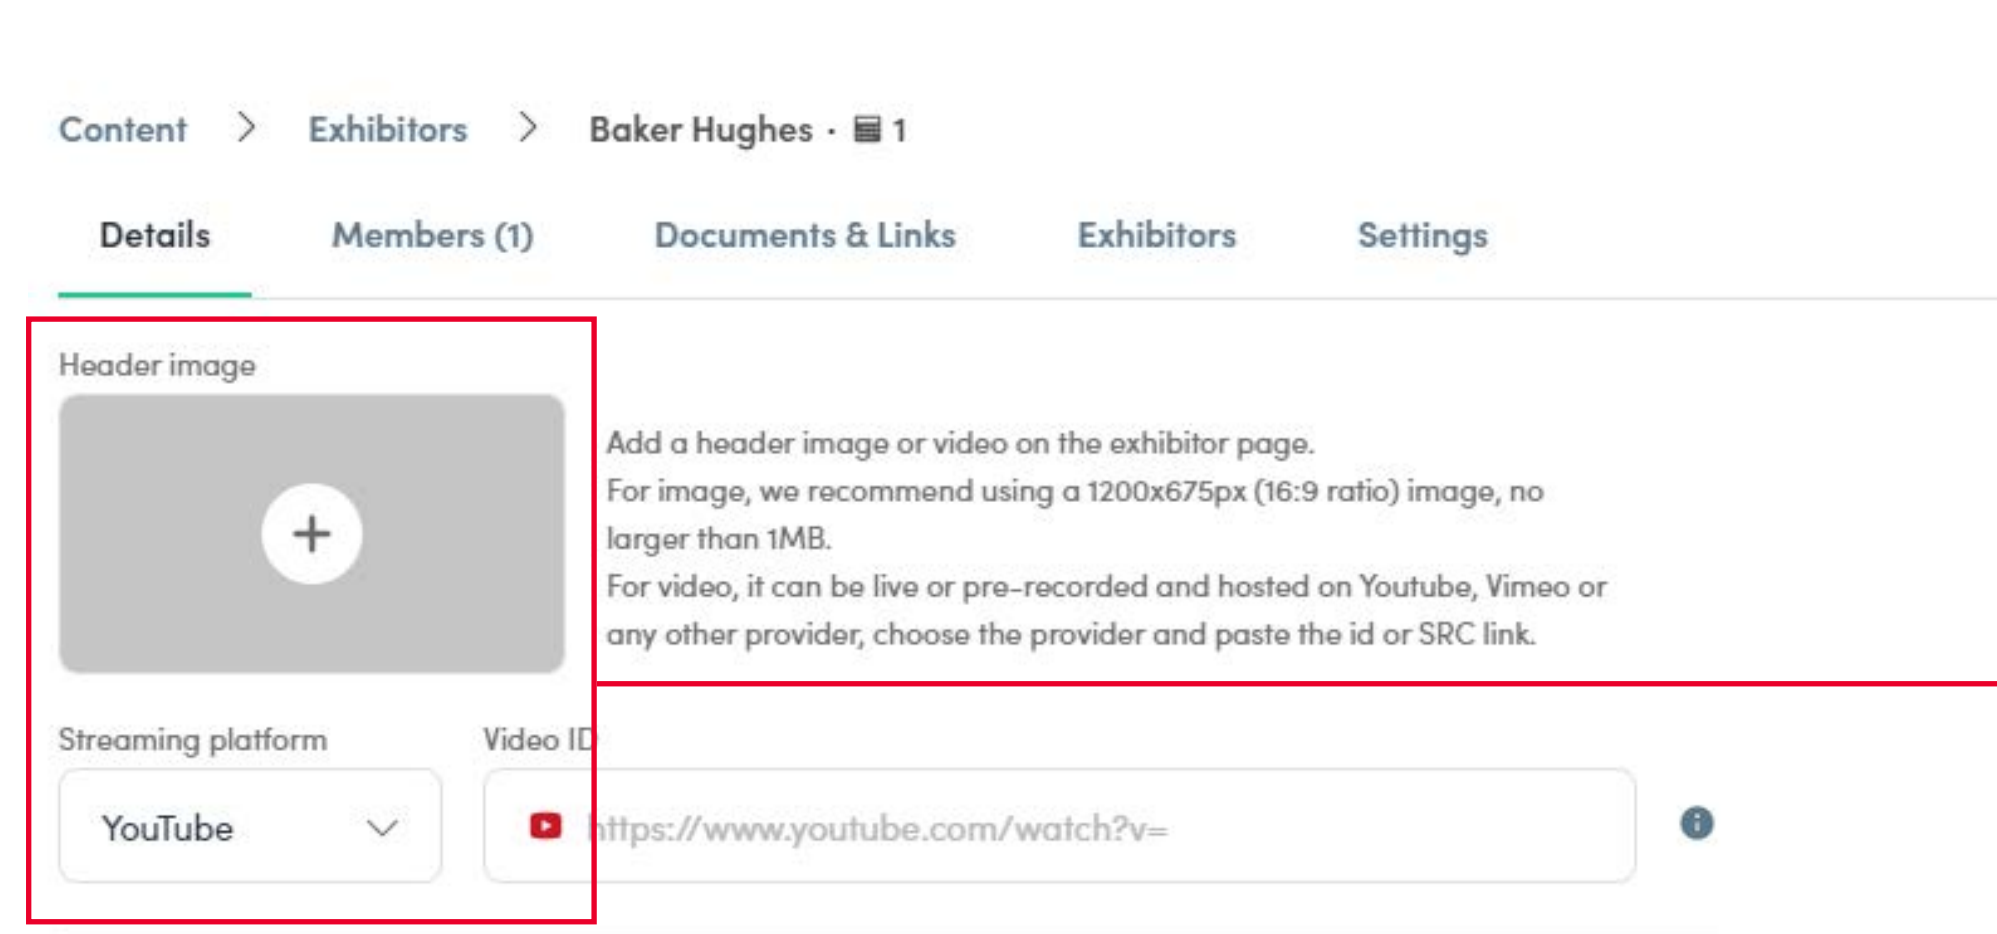 Content > Exhibitors > Baker Hughes · 1
Details Members (1) Documents & Links Exhibitors Settings
Header image
Add a header image or video on the exhibitor page.
For image, we recommend using a 1200x675px (16:9 ratio) image, no
larger than 1MB.
For video, it can be live or pre-recorded and hosted on Youtube, Vimeo or
any other provider, choose the provider and paste the id or SRC link.
Streaming platform Video ID
YouTube https://www.youtube.com/watch?v=